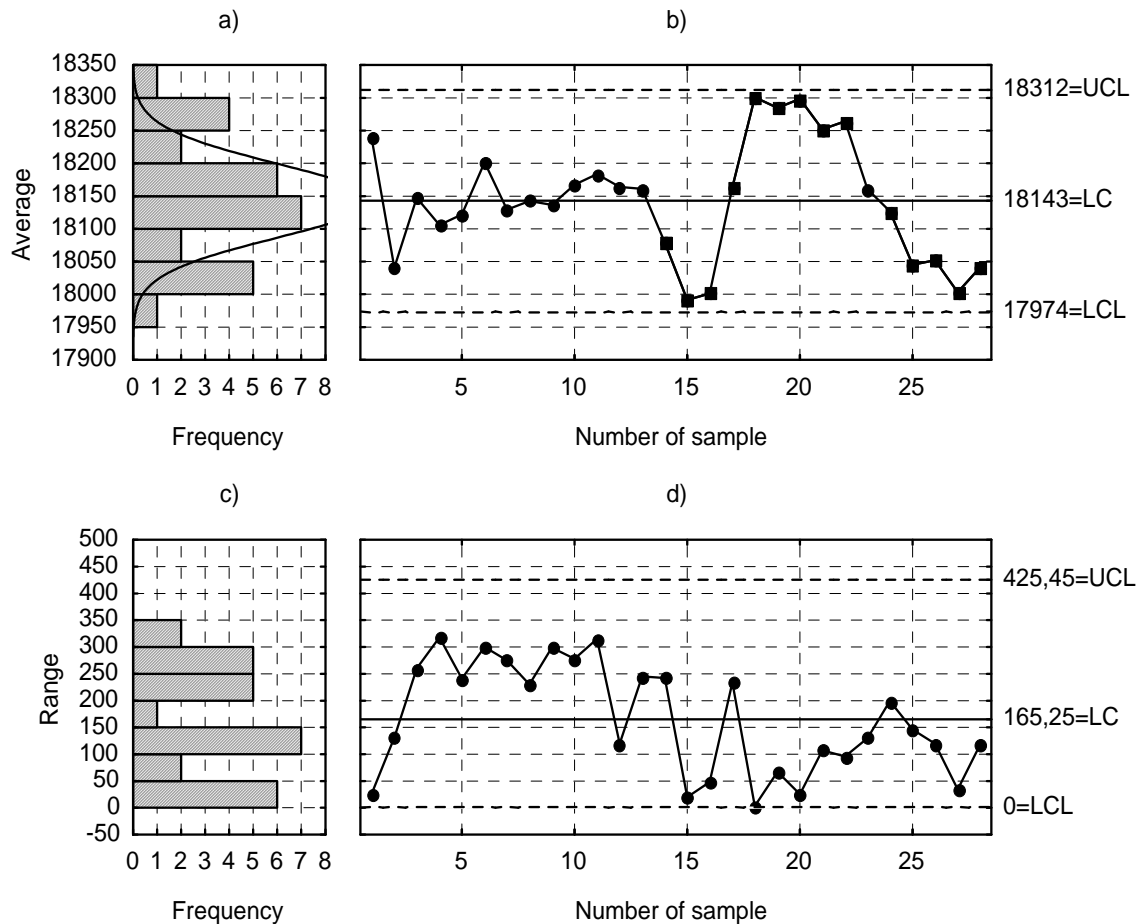 a)
b)
Average
18350
18300
18250
18200
18150
18100
18050
18000
17950
17900
0 1 2 3 4 5 6 7 8
Frequency
5 10 15 20 25
Number of sample
18312=UCL
18143=LC
17974=LCL
c)
d)
Range
500
450
400
350
300
250
200
150
100
50
0
-50
0 1 2 3 4 5 6 7 8
Frequency
5 10 15 20 25
Number of sample
425,45=UCL
165,25=LC
0=LCL